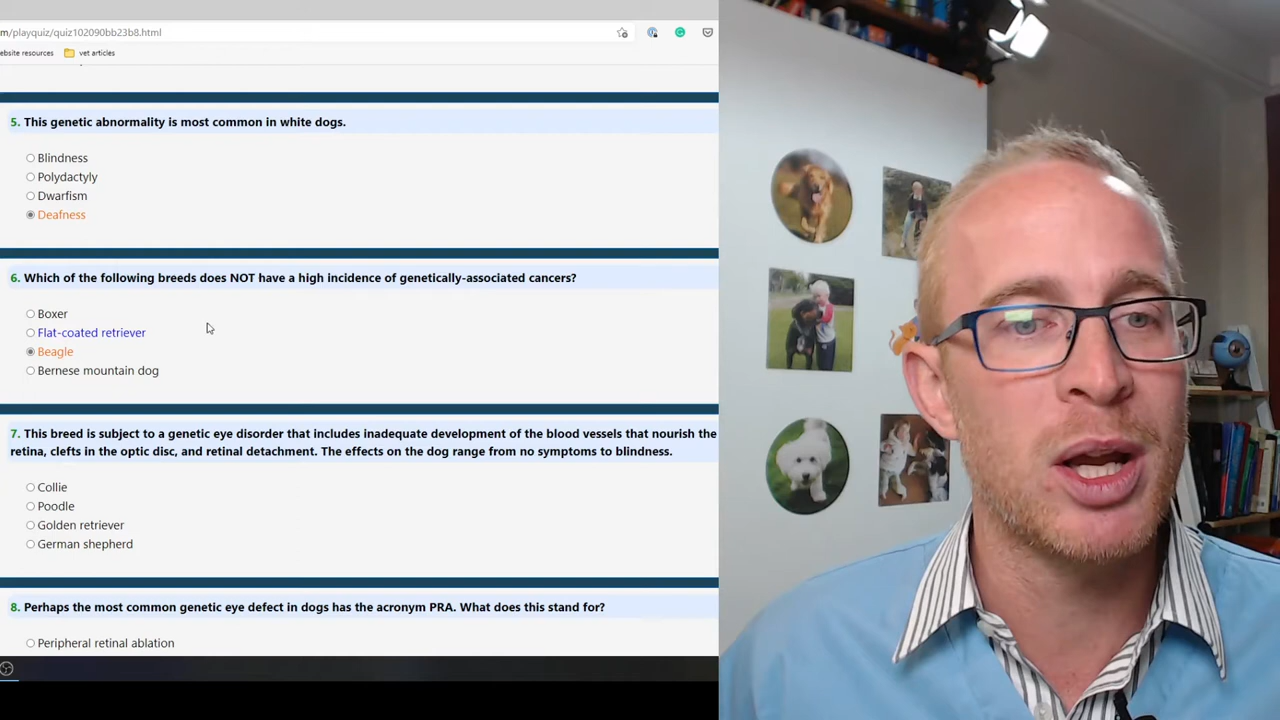 m/playquiz/quiz102090bb23b8.html
ebsite resources vet articles
5. This genetic abnormality is most common in white dogs.
Blindness
Polydactyly
Dwarfism
Deafness
6. Which of the following breeds does NOT have a high incidence of genetically-associated cancers?
Boxer
Flat-coated retriever
Beagle
Bernese mountain dog
7. This breed is subject to a genetic eye disorder that includes inadequate development of the blood vessels that nourish the
retina, clefts in the optic disc, and retinal detachment. The effects on the dog range from no symptoms to blindness.
Collie
Poodle
Golden retriever
German shepherd
8. Perhaps the most common genetic eye defect in dogs has the acronym PRA. What does this stand for?
Peripheral retinal ablation